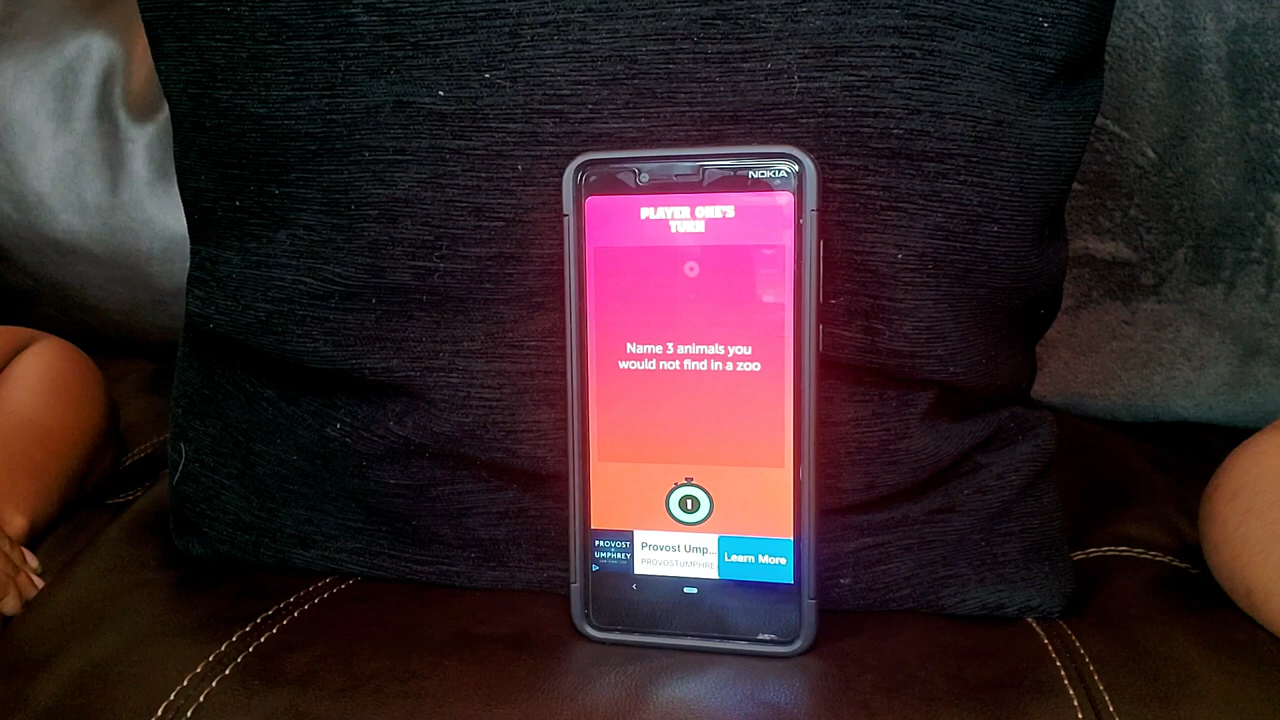 NOKIA
PLAYER ONE'S
TURN
Name 3 animals you
would not find in a zoo
PROVOST
UMPHREY
Provost Ump...
PROVOSTUMPHRE
Learn More